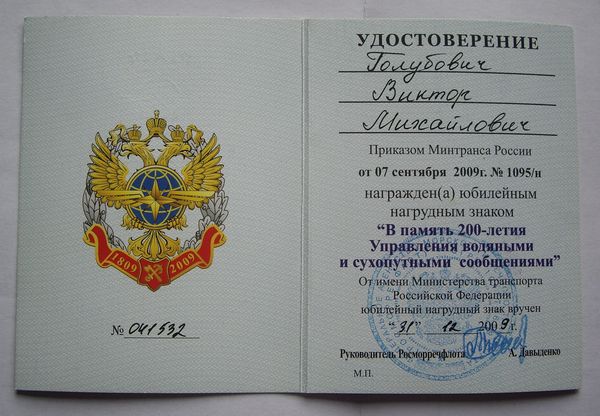 1809 2009
№ 041532
УДОСТОВЕРЕНИЕ
Голубович
Виктор
Михайлович
Приказом Минтранса России
от 07 сентября 2009г. № 1095/н
награжден(а) юбилейным
нагрудным знаком
“В память 200-летия
Управления водяными
и сухопутными сообщениями”
От имени Министерства транспорта
Российской Федерации
юбилейный нагрудный знак вручен
“31” 12 2009г.
Руководитель Росморречфлота А. Давыденко
М.П.